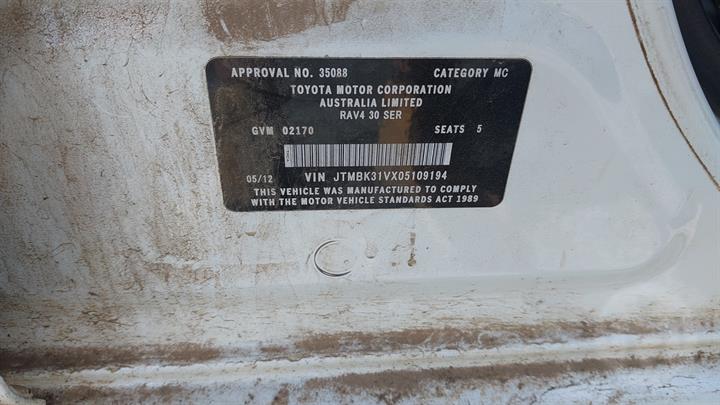 APPROVAL NO. 35088 CATEGORY MC
TOYOTA MOTOR CORPORATION
AUSTRALIA LIMITED
RAV4 30 SER
GVM 02170 SEATS 5
05/12 VIN JTMBK31VX05109194
THIS VEHICLE WAS MANUFACTURED TO COMPLY
WITH THE MOTOR VEHICLE STANDARDS ACT 1989